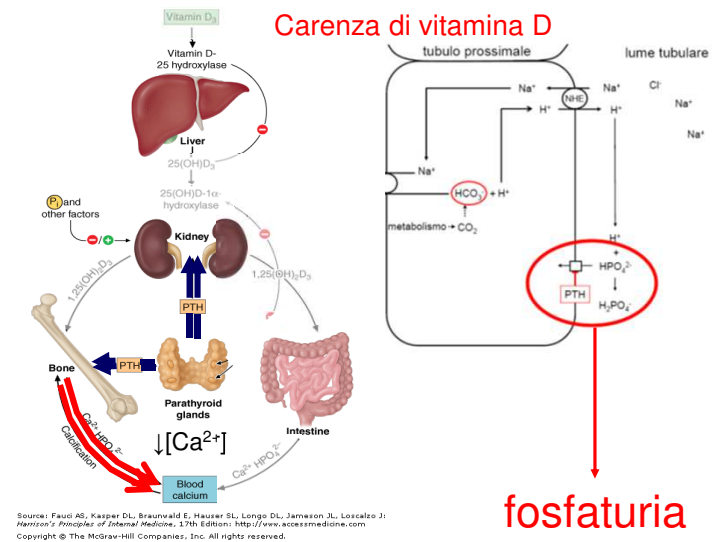 Carenza di vitamina D
Vitamin D₃
Vitamin D-
25 hydroxylase
Liver
25(OH)D₃
25(OH)D-1α-
hydroxylase
Pᵢ and
other factors
−/+
Kidney
1,25(OH)₂D₃
1,25(OH)₂D₃
PTH
PTH
Bone
Parathyroid
glands
Intestine
Ca²⁺ HPO₄²⁻
Calcification
↓[Ca²⁺]
Ca²⁺ HPO₄²⁻
Blood
calcium
tubulo prossimale
lume tubulare
Na⁺
Na⁺
Cl⁻
NHE
H⁺
H⁺
Na⁺
Na⁺
Na⁺
HCO₃⁻ + H⁺
metabolismo → CO₂
H⁺
+
HPO₄²⁻
PTH
H₂PO₄⁻
fosfaturia
Source: Fauci AS, Kasper DL, Braunwald E, Hauser SL, Longo DL, Jameson JL, Loscalzo J:
Harrison's Principles of Internal Medicine, 17th Edition: http://www.accessmedicine.com
Copyright © The McGraw-Hill Companies, Inc. All rights reserved.